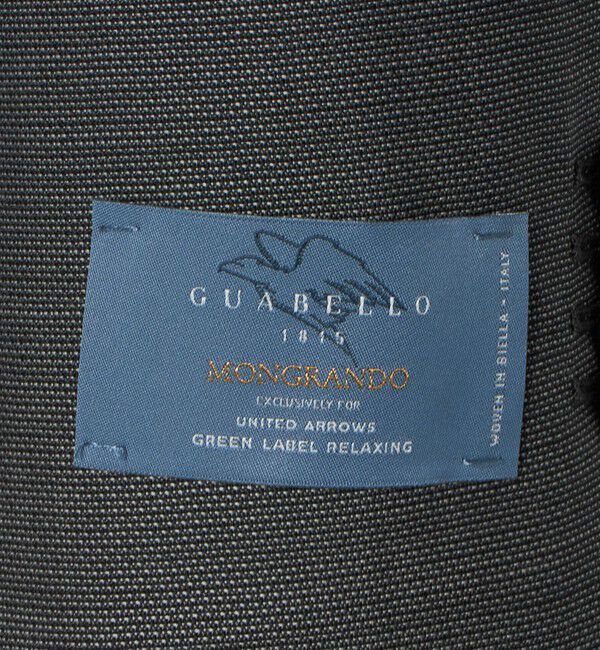 GUABELLO
1815
MONGRANDO
EXCLUSIVELY FOR
UNITED ARROWS
GREEN LABEL RELAXING
WOVEN IN BIELLA - ITALY